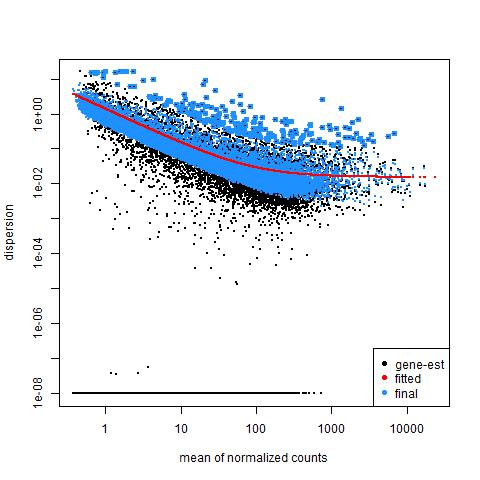 dispersion
1e+00
1e-02
1e-04
1e-06
1e-08
gene-est
fitted
final
1 10 100 1000 10000
mean of normalized counts